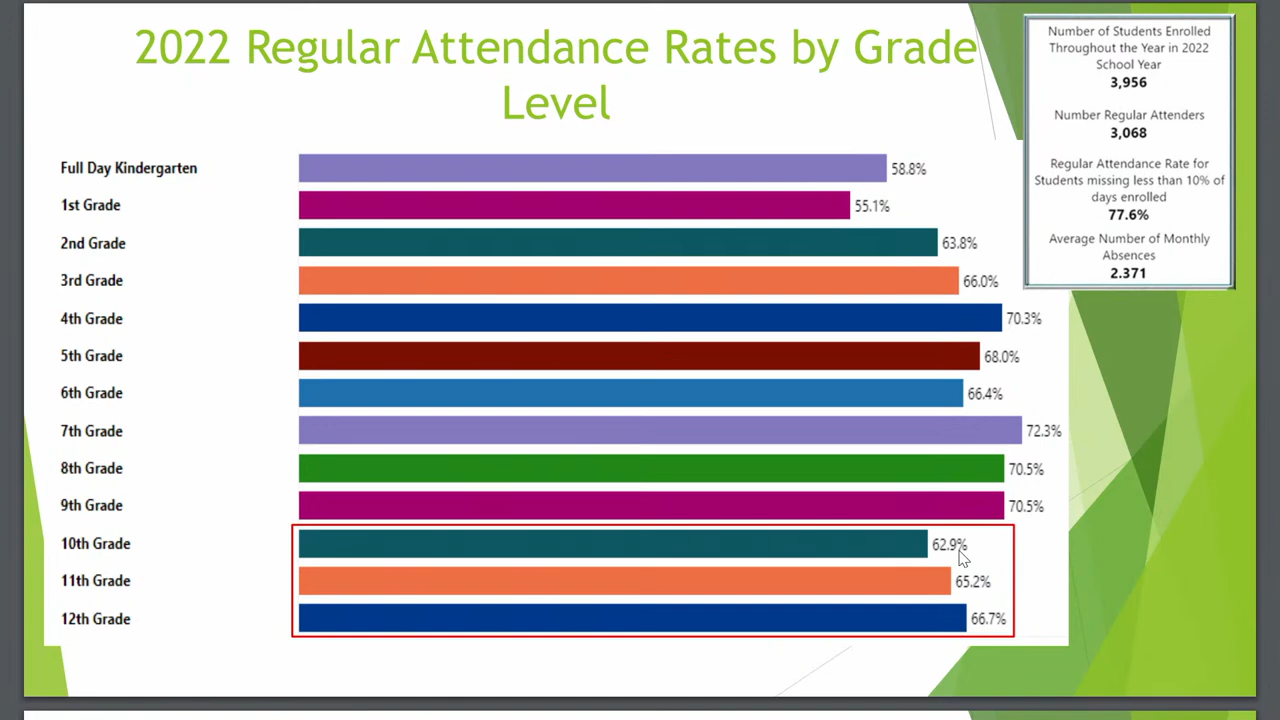 2022 Regular Attendance Rates by Grade
Level
Number of Students Enrolled
Throughout the Year in 2022
School Year
3,956
Number Regular Attenders
3,068
Regular Attendance Rate for
Students missing less than 10% of
days enrolled
77.6%
Average Number of Monthly
Absences
2.371
Full Day Kindergarten 58.8%
1st Grade 55.1%
2nd Grade 63.8%
3rd Grade 66.0%
4th Grade 70.3%
5th Grade 68.0%
6th Grade 66.4%
7th Grade 72.3%
8th Grade 70.5%
9th Grade 70.5%
10th Grade 62.9%
11th Grade 65.2%
12th Grade 66.7%